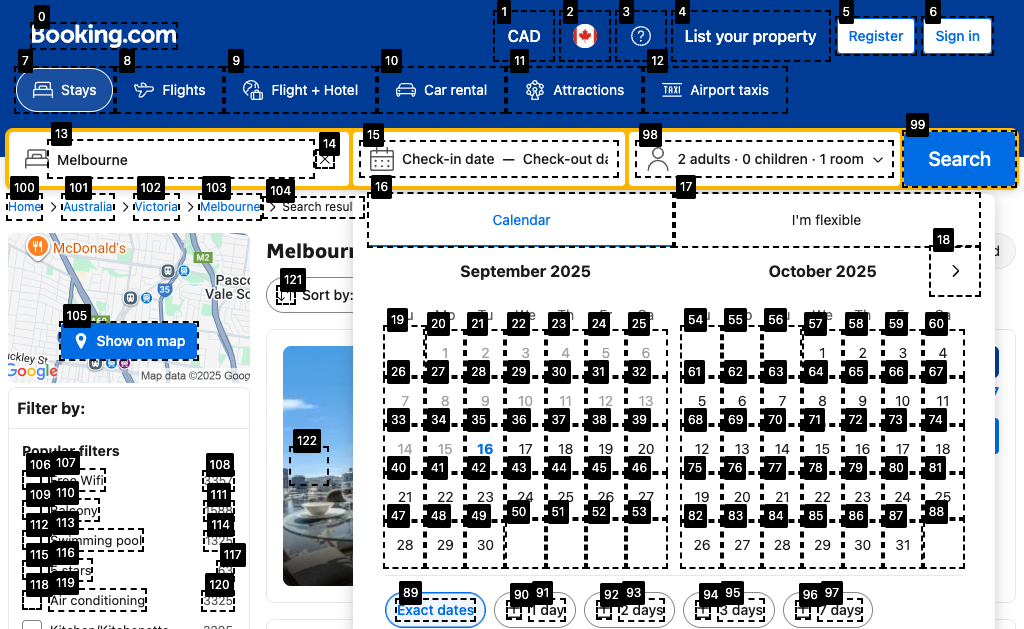 Booking.com
CAD
List your property
Register
Sign in
Stays
Flights
Flight + Hotel
Car rental
Attractions
Airport taxis
Melbourne
Check-in date — Check-out da
2 adults · 0 children · 1 room
Search
Home
Australia
Victoria
Melbourne
Search resul
Calendar
I'm flexible
McDonald's
M2
35
Pasco
Vale So
Show on map
uckley St
Google
Map data ©2025 Goog
Melbour
Sort by:
September 2025
October 2025
1 2 3 4 5 6
7 8 9 10 11 12 13
14 15 16 17 18 19 20
21 22 23 24 25 26 27
28 29 30
1 2 3 4
5 6 7 8 9 10 11
12 13 14 15 16 17 18
19 20 21 22 23 24 25
26 27 28 29 30 31
Filter by:
Popular filters
Free Wifi
Balcony
Swimming pool
1325
5 stars
63
Air conditioning
3325
Exact dates
1 day
2 days
3 days
7 days
0
1
2
3
4
5
6
7
8
9
10
11
12
13
14
15
16
17
18
19
20
21
22
23
24
25
26
27
28
29
30
31
32
33
34
35
36
37
38
39
40
41
42
43
44
45
46
47
48
49
50
51
52
53
54
55
56
57
58
59
60
61
62
63
64
65
66
67
68
69
70
71
72
73
74
75
76
77
78
79
80
81
82
83
84
85
86
87
88
89
90
91
92
93
94
95
96
97
98
99
100
101
102
103
104
105
106
107
108
109
110
111
112
113
114
115
116
117
118
119
120
121
122